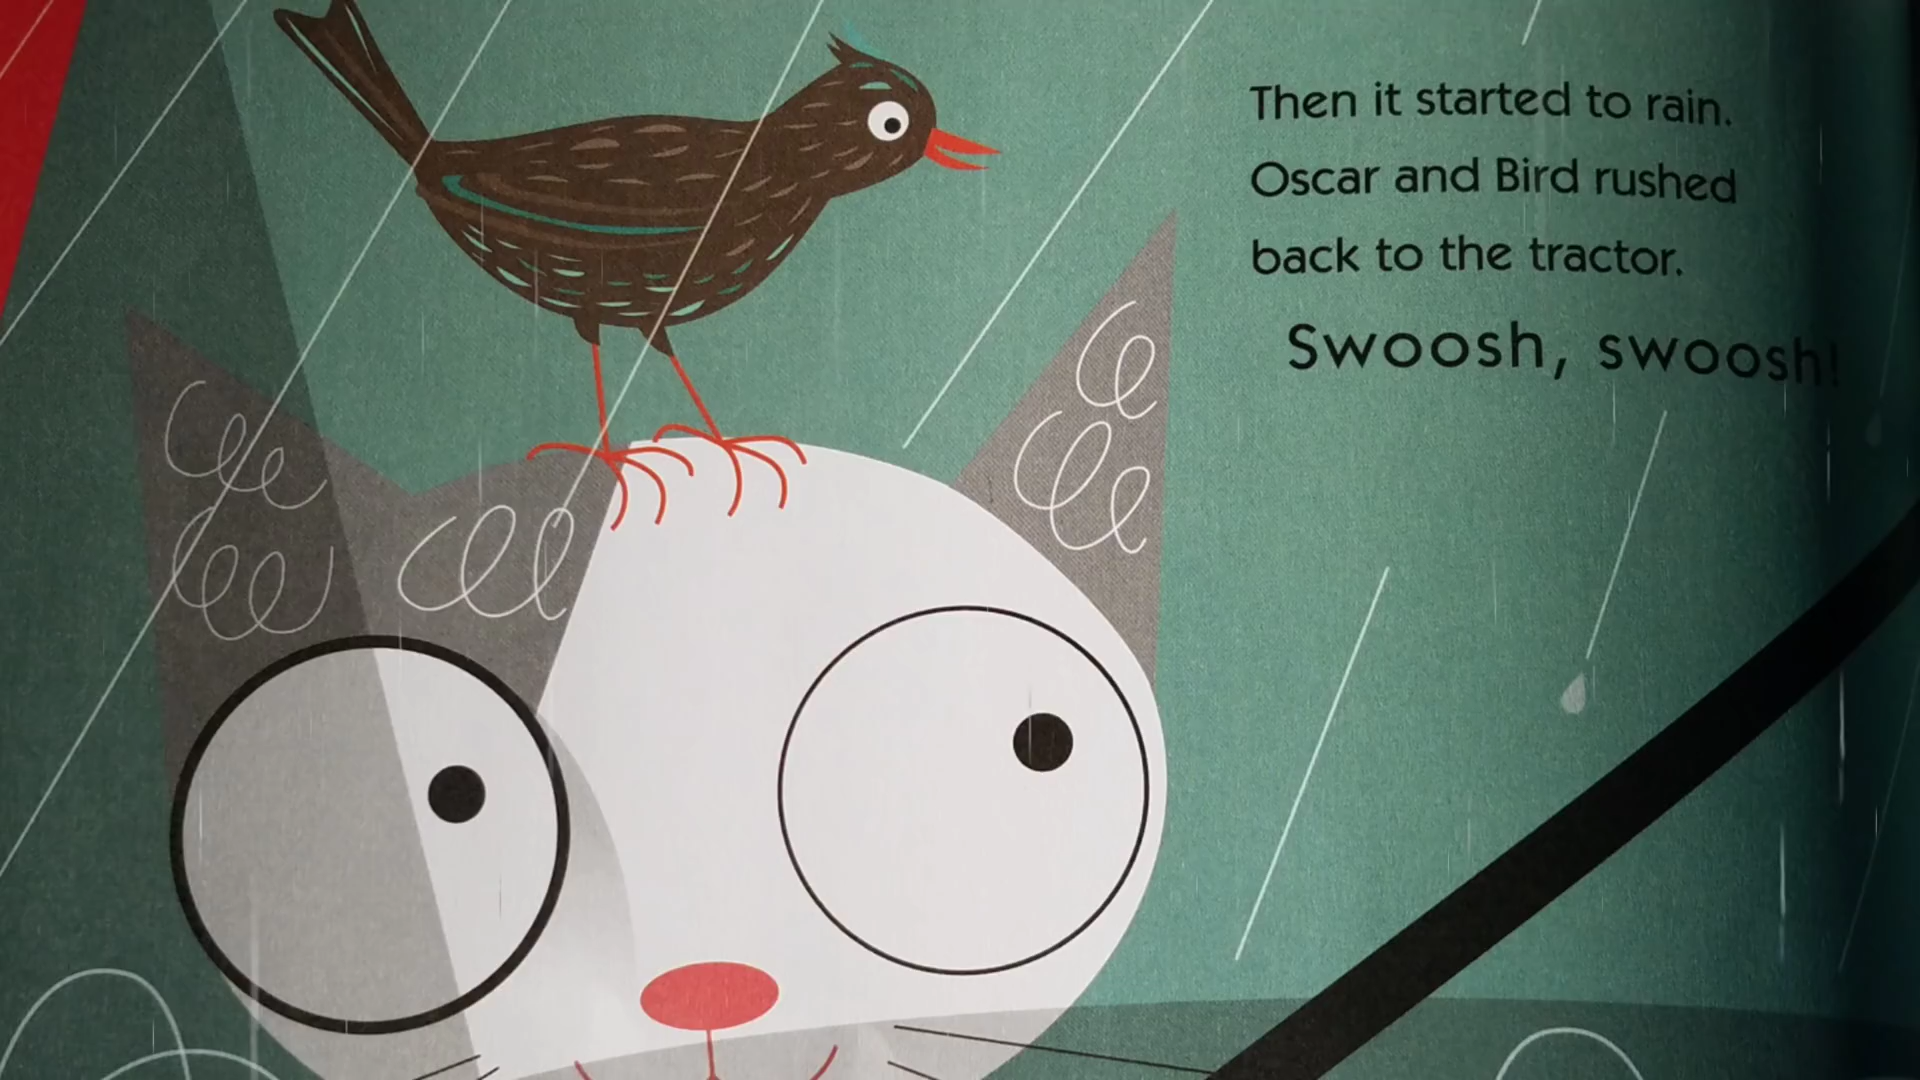 Then it started to rain.
Oscar and Bird rushed
back to the tractor.
Swoosh, swoosh!